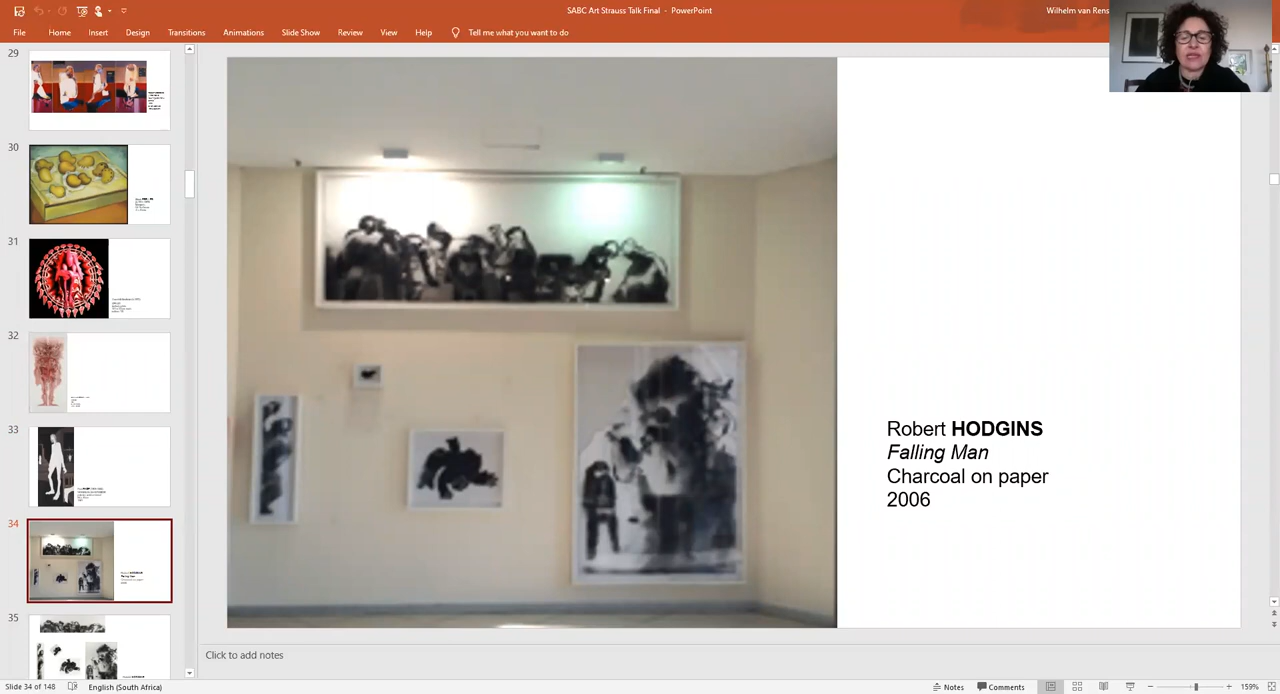 SABC Art Strauss Talk Final - PowerPoint
Wilhelm van Rens
File Home Insert Design Transitions Animations Slide Show Review View Help Tell me what you want to do
29
30
31
32
33
34
35
Robert HODGINS
Falling Man
Charcoal on paper
2006
Click to add notes
Slide 34 of 148 English (South Africa) Notes Comments 159%